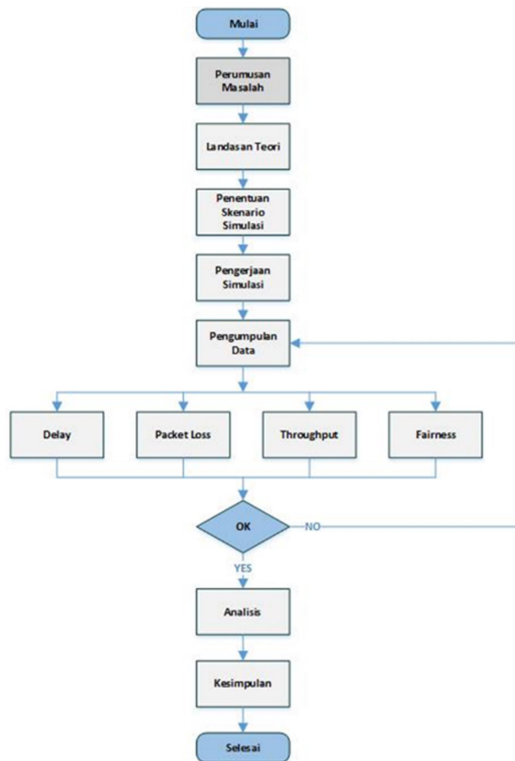 Mulai
Perumusan
Masalah
Landasan Teori
Penentuan
Skenario
Simulasi
Pengerjaan
Simulasi
Pengumpulan
Data
Delay
Packet Loss
Throughput
Fairness
OK
NO
YES
Analisis
Kesimpulan
Selesai